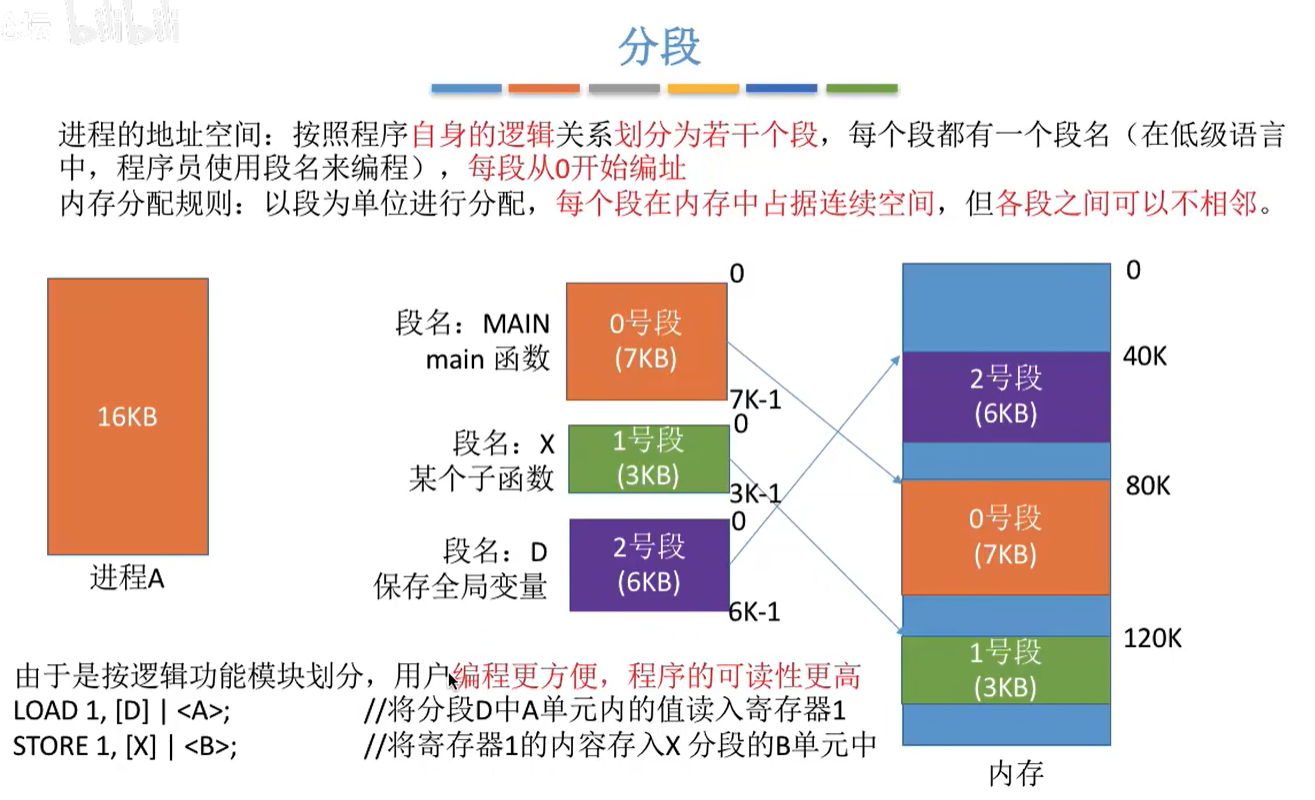 bilibili
分段
进程的地址空间：按照程序自身的逻辑关系划分为若干个段，每个段都有一个段名（在低级语言
中，程序员使用段名来编程），每段从0开始编址
内存分配规则：以段为单位进行分配，每个段在内存中占据连续空间，但各段之间可以不相邻。
16KB
进程A
段名：MAIN
main 函数
0号段
(7KB)
0
7K-1
段名：X
某个子函数
1号段
(3KB)
0
3K-1
段名：D
保存全局变量
2号段
(6KB)
0
6K-1
0
40K
2号段
(6KB)
80K
0号段
(7KB)
120K
1号段
(3KB)
内存
由于是按逻辑功能模块划分，用户编程更方便，程序的可读性更高
LOAD 1, [D] | <A>; //将分段D中A单元内的值读入寄存器1
STORE 1, [X] | <B>; //将寄存器1的内容存入X 分段的B单元中